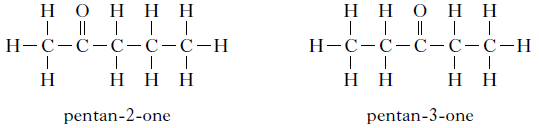 H O H H H H H O H H
H–C–C–C–C–C–H H–C–C–C–C–C–H
H H H H H H H H
pentan-2-one pentan-3-one